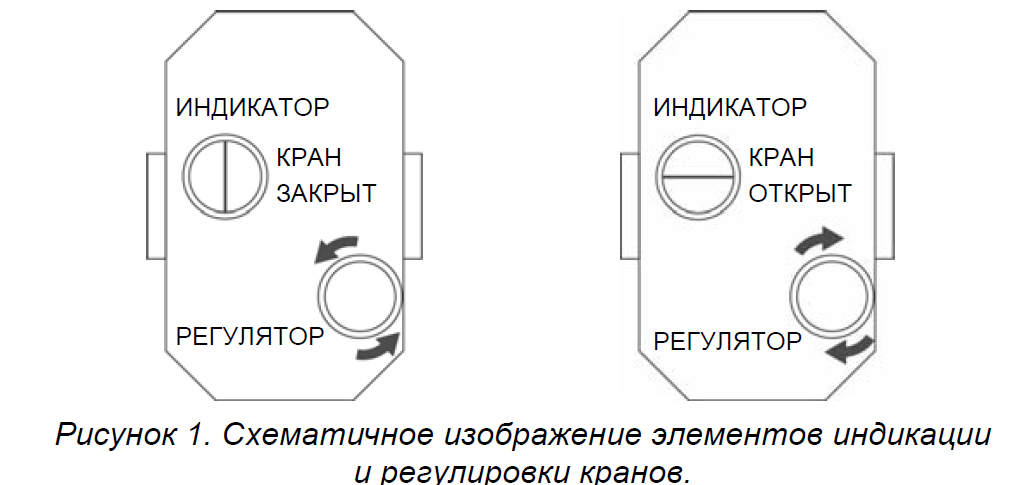 ИНДИКАТОР
КРАН
ЗАКРЫТ
РЕГУЛЯТОР
ИНДИКАТОР
КРАН
ОТКРЫТ
РЕГУЛЯТОР
Рисунок 1. Схематичное изображение элементов индикации
и регулировки кранов.